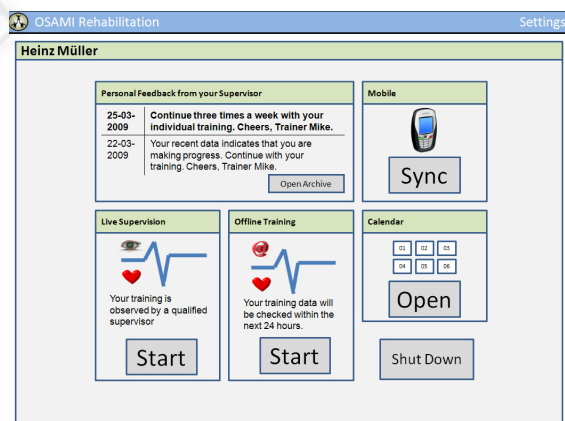 OSAMI Rehabilitation
Settings
Heinz Müller
Personal Feedback from your Supervisor
25-03-2009
Continue three times a week with your
individual training. Cheers, Trainer Mike.
22-03-
2009
Your recent data indicates that you are
making progress. Continue with your
training. Cheers, Trainer Mike.
Open Archive
Mobile
Sync
Live Supervision
Your training is
observed by a qualified
supervisor
Start
Offline Training
@
Your training data will
be checked within the
next 24 hours.
Start
Calendar
01 02 03
04 05 06
Open
Shut Down